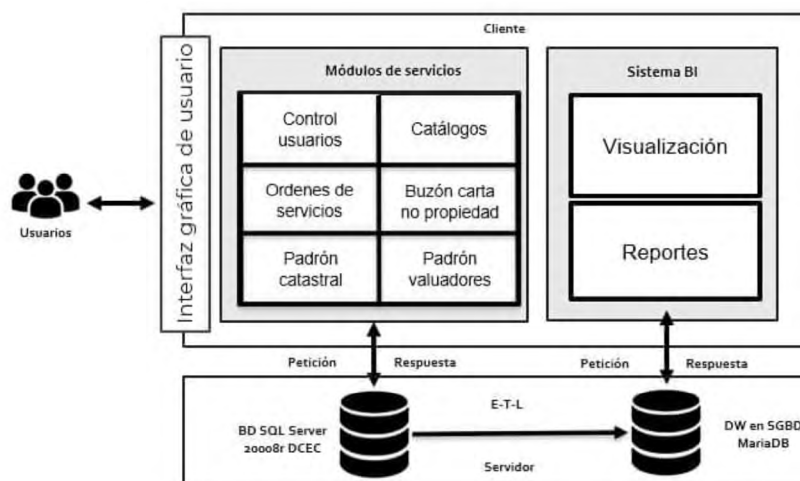 Cliente
Interfaz gráfica de usuario
Módulos de servicios
Sistema BI
Control
usuarios
Catálogos
Ordenes de
servicios
Buzón carta
no propiedad
Padrón
catastral
Padrón
valuadores
Visualización
Reportes
Usuarios
Petición
Respuesta
Petición
Respuesta
E-T-L
BD SQL Server
20008r DCEC
DW en SGBD
MariaDB
Servidor